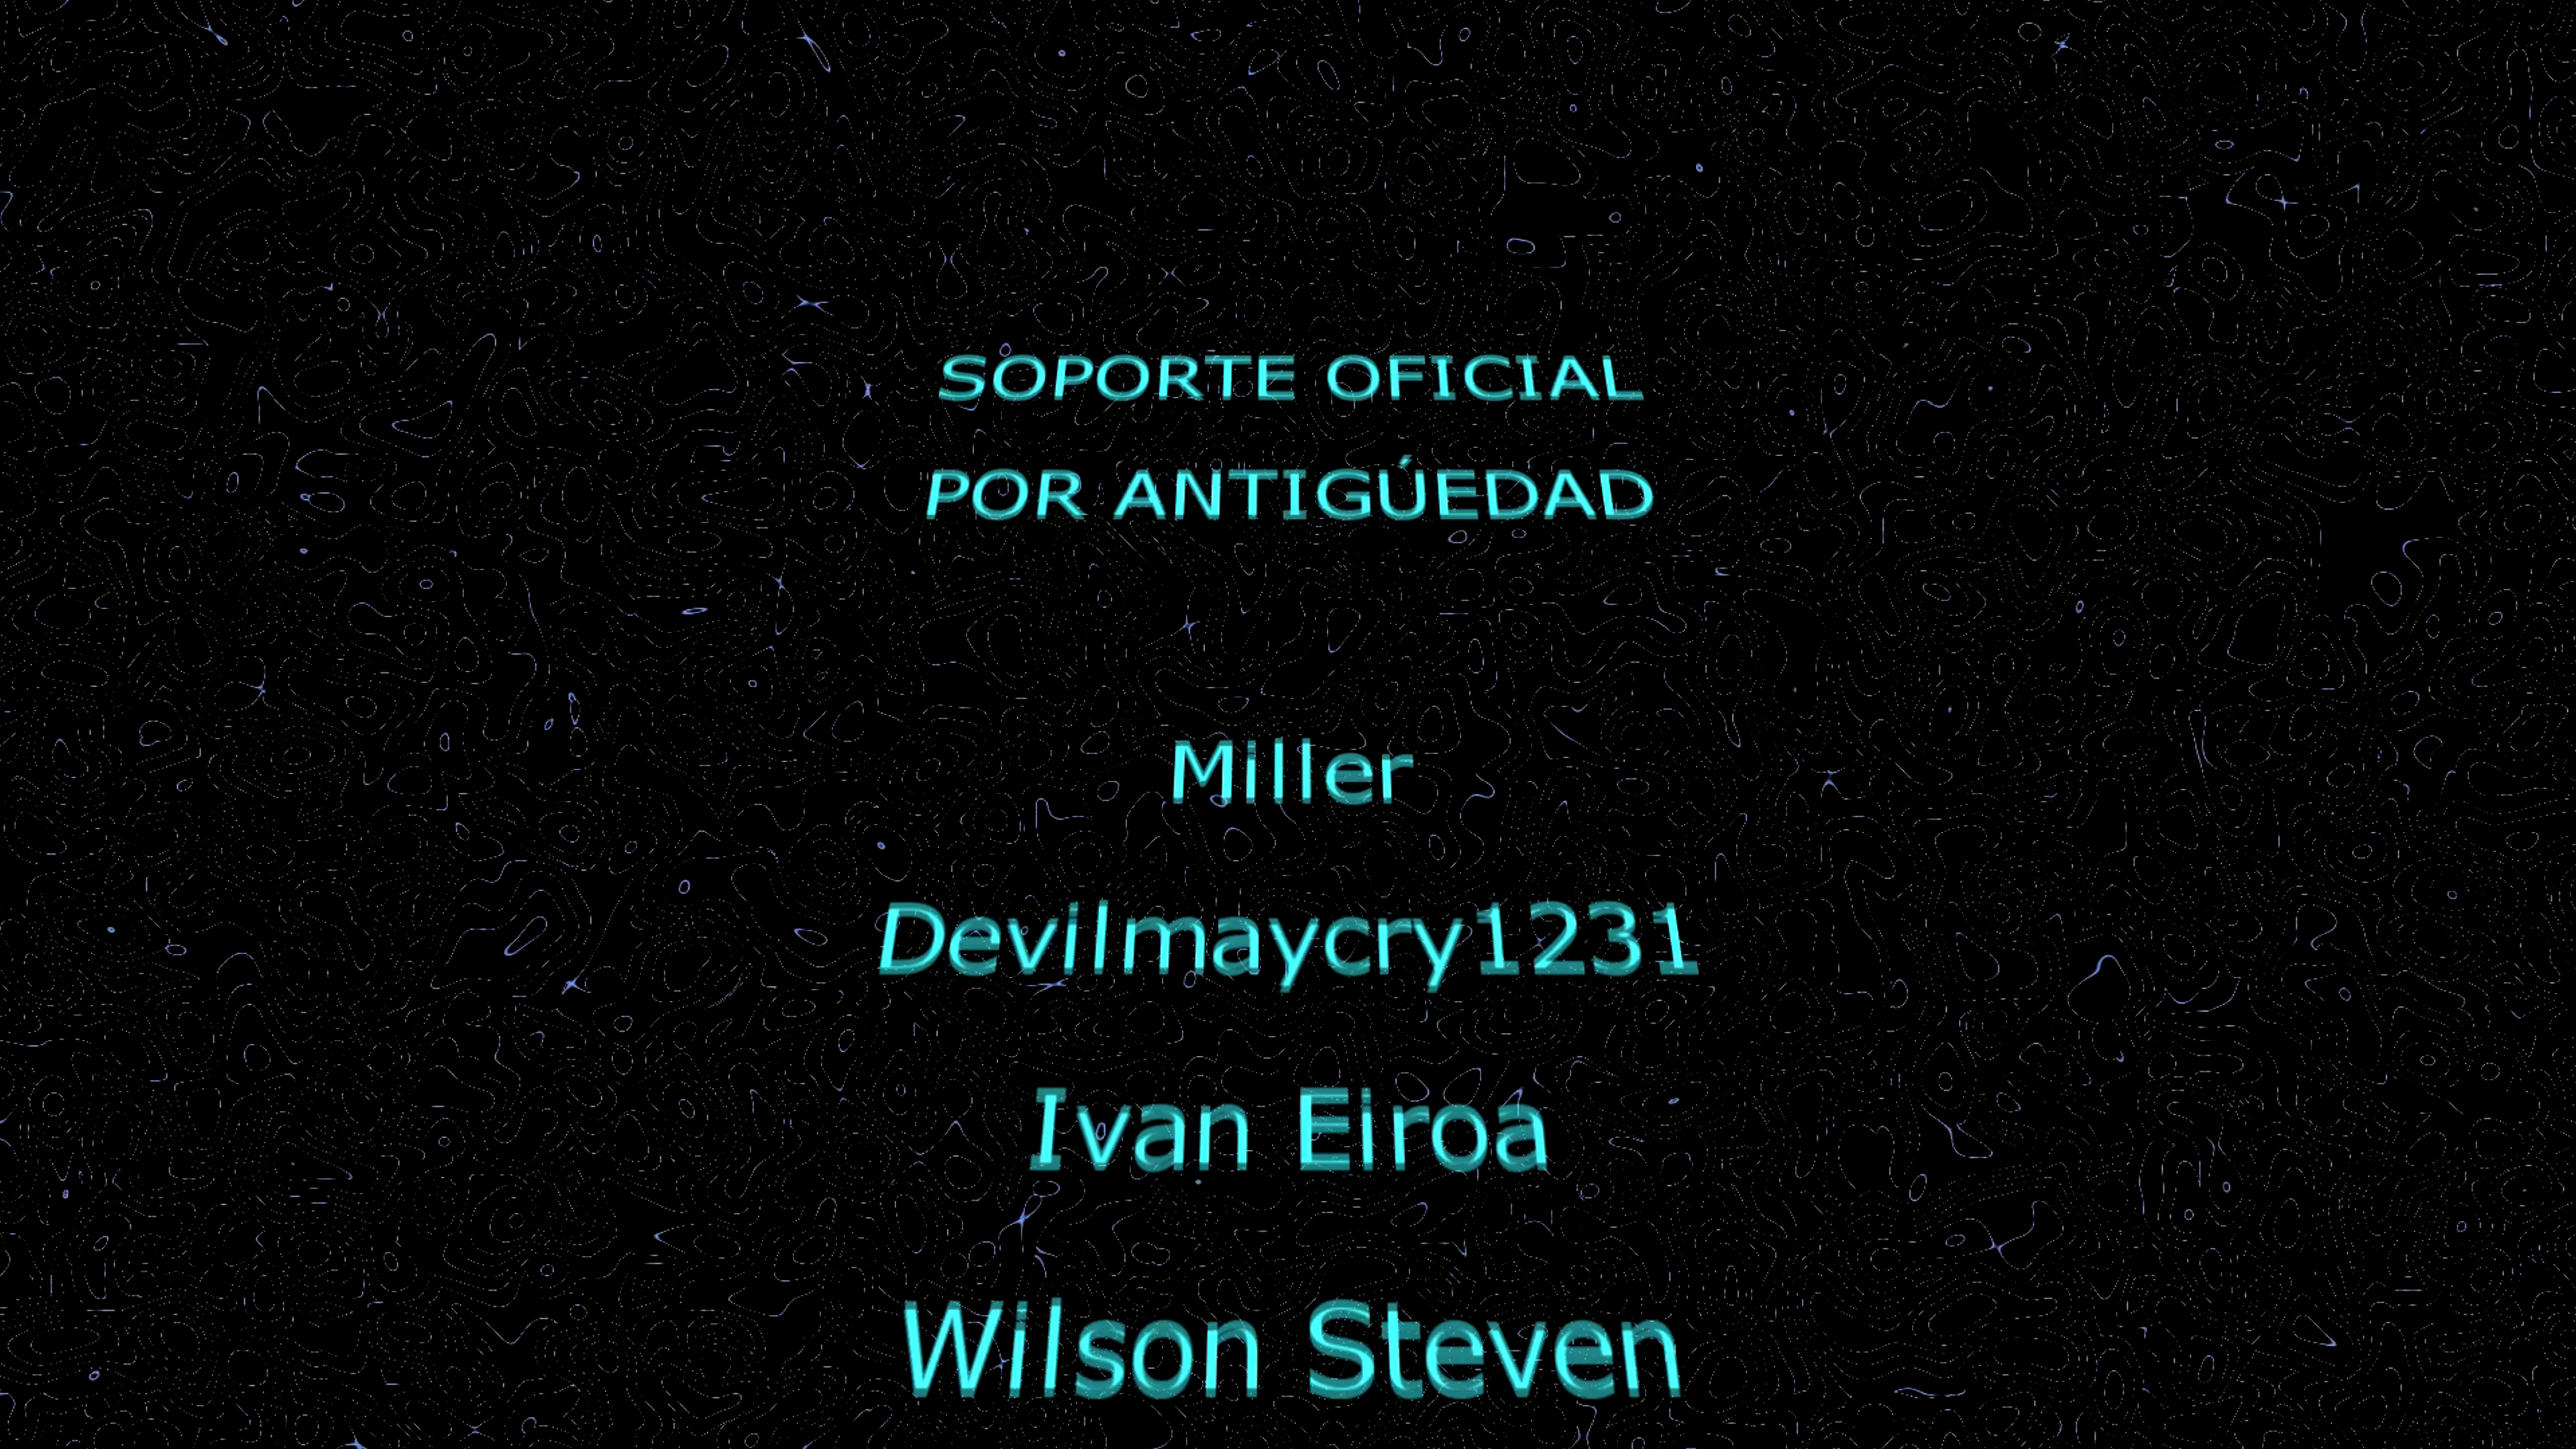 SOPORTE OFICIAL
POR ANTIGÚEDAD
Miller
Devilmaycry1231
Ivan Eiroa
Wilson Steven